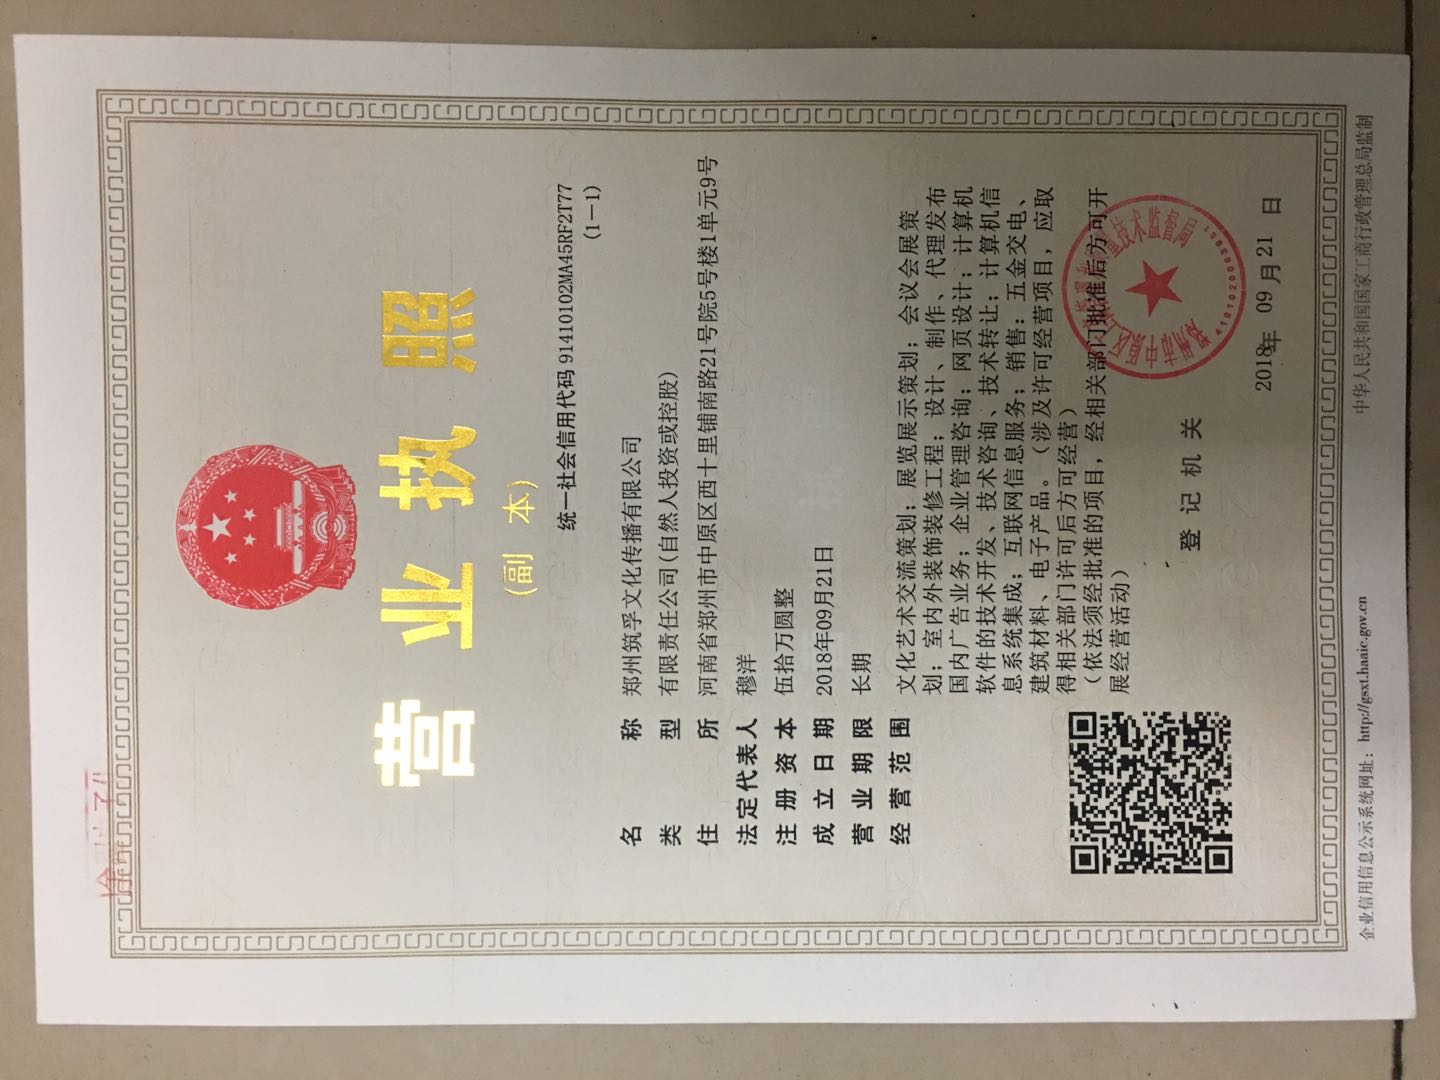 营业执照
(副 本)
统一社会信用代码 91410102MA45RF2T77
(1-1)
名称 郑州筑孚文化传播有限公司
类型 有限责任公司(自然人投资或控股)
住所 河南省郑州市中原区西十里铺南路21号院5号楼1单元9号
法定代表人 穆洋
注册资本 伍拾万圆整
成立日期 2018年09月21日
营业期限 长期
经营范围 文化艺术交流策划；展览展示策划；会议会展策
划；室内外装饰装修工程；设计、制作、代理发布
国内广告业务；企业管理咨询；网页设计；计算机
软件的技术开发、技术咨询、技术转让；计算机信
息系统集成；互联网信息服务；销售：五金交电、
建筑材料、电子产品。（涉及许可经营项目，应取
得相关部门许可后方可经营）
（依法须经批准的项目，经相关部门批准后方可开
展经营活动）
登记机关
4101020003051
2018年 09月21 日
企业信用信息公示系统网址：http://gsxt.haaic.gov.cn
中华人民共和国国家工商行政管理总局监制